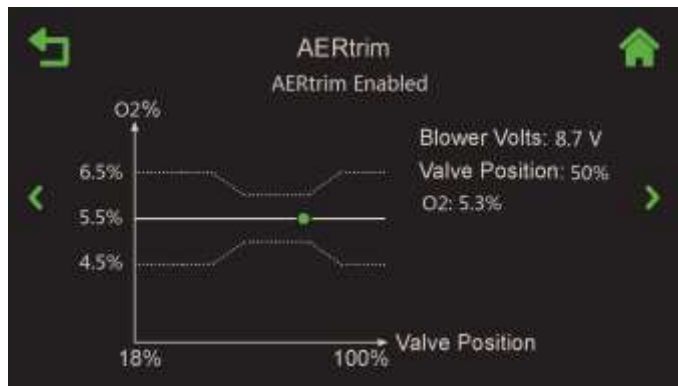 AERtrim
AERtrim Enabled
O2%
Blower Volts: 8.7 V
6.5%
Valve Position: 50%
O2: 5.3%
5.5%
4.5%
Valve Position
18%
100%